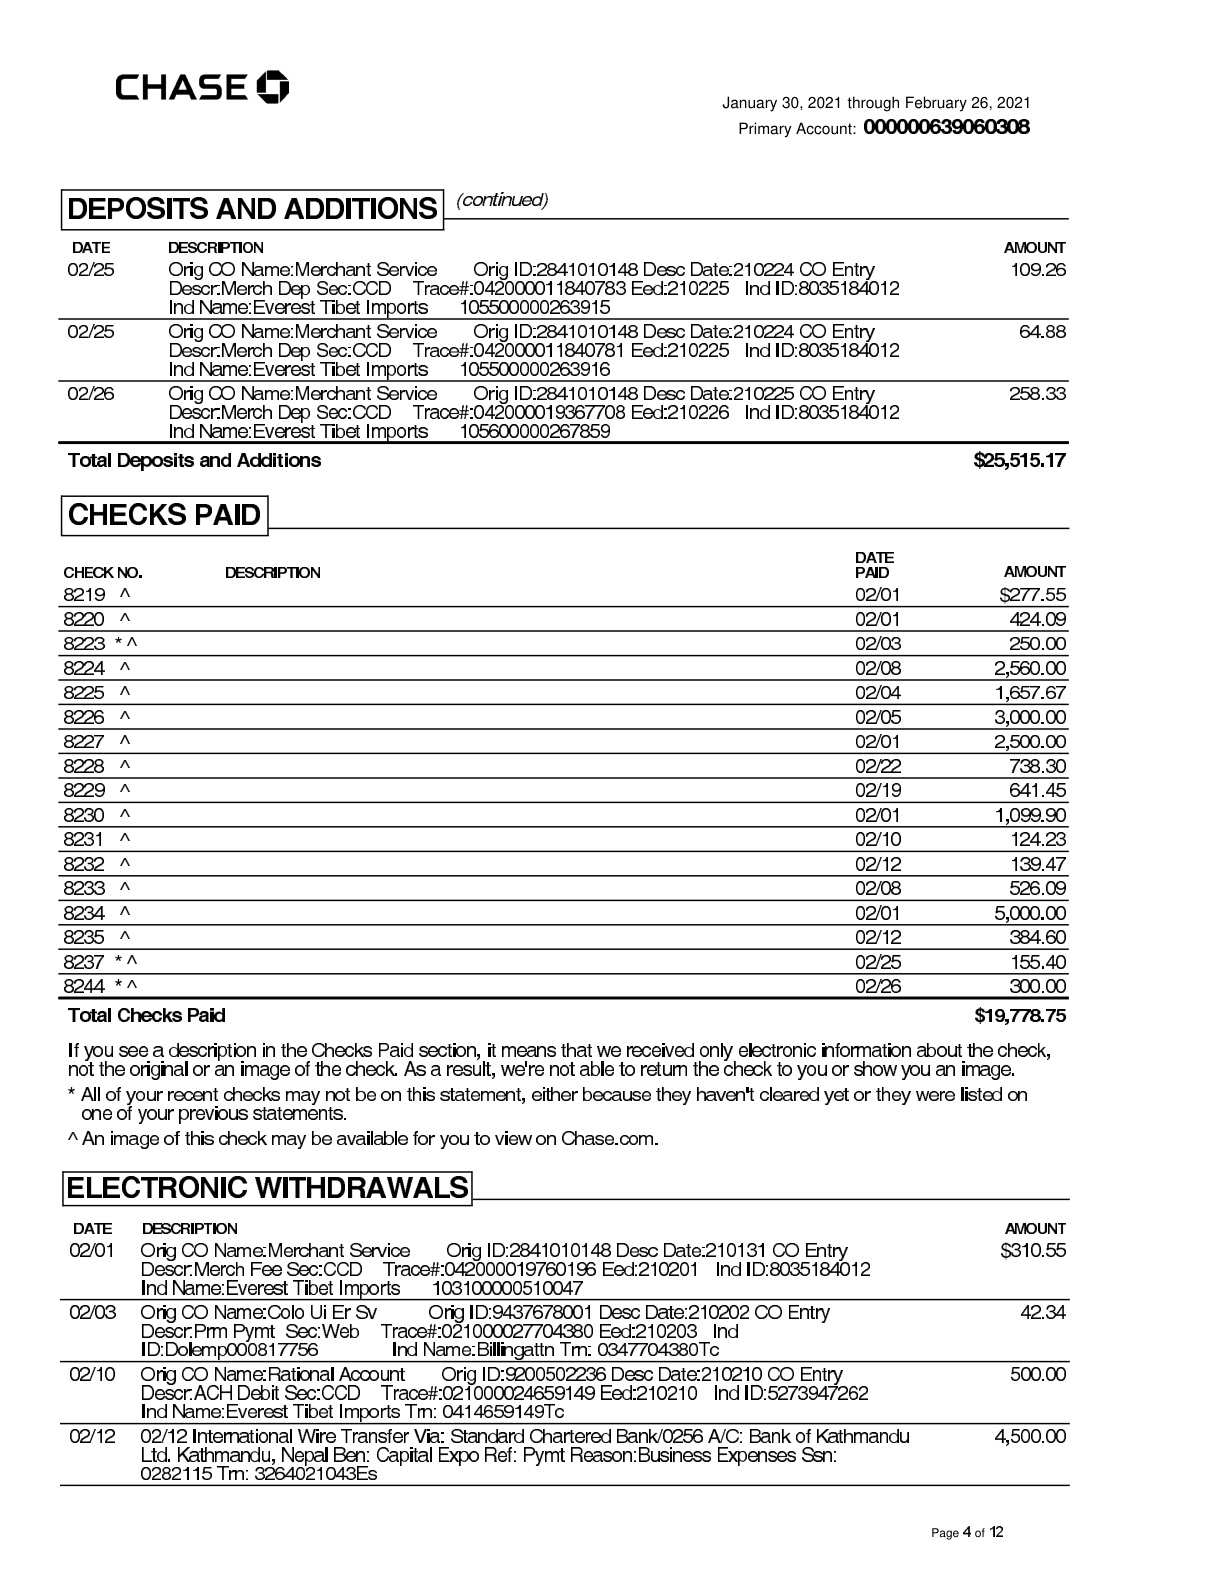 CHASE
January 30, 2021 through February 26, 2021
Primary Account: 000000639060308
DEPOSITS AND ADDITIONS (continued)
DATE DESCRIPTION AMOUNT
02/25 Orig CO Name:Merchant Service Orig ID:2841010148 Desc Date:210224 CO Entry 109.26
Descr:Merch Dep Sec:CCD Trace#:042000011840783 Eed:210225 Ind ID:8035184012
Ind Name:Everest Tibet Imports 105500000263915
02/25 Orig CO Name:Merchant Service Orig ID:2841010148 Desc Date:210224 CO Entry 64.88
Descr:Merch Dep Sec:CCD Trace#:042000011840781 Eed:210225 Ind ID:8035184012
Ind Name:Everest Tibet Imports 105500000263916
02/26 Orig CO Name:Merchant Service Orig ID:2841010148 Desc Date:210225 CO Entry 258.33
Descr:Merch Dep Sec:CCD Trace#:042000019367708 Eed:210226 Ind ID:8035184012
Ind Name:Everest Tibet Imports 105600000267859
Total Deposits and Additions $25,515.17
CHECKS PAID
DATE
CHECK NO. DESCRIPTION PAID AMOUNT
8219 ^ 02/01 $277.55
8220 ^ 02/01 424.09
8223 * ^ 02/03 250.00
8224 ^ 02/08 2,560.00
8225 ^ 02/04 1,657.67
8226 ^ 02/05 3,000.00
8227 ^ 02/01 2,500.00
8228 ^ 02/22 738.30
8229 ^ 02/19 641.45
8230 ^ 02/01 1,099.90
8231 ^ 02/10 124.23
8232 ^ 02/12 139.47
8233 ^ 02/08 526.09
8234 ^ 02/01 5,000.00
8235 ^ 02/12 384.60
8237 * ^ 02/25 155.40
8244 * ^ 02/26 300.00
Total Checks Paid $19,778.75
If you see a description in the Checks Paid section, it means that we received only electronic information about the check,
not the original or an image of the check. As a result, we're not able to return the check to you or show you an image.
* All of your recent checks may not be on this statement, either because they haven't cleared yet or they were listed on
one of your previous statements.
^ An image of this check may be available for you to view on Chase.com.
ELECTRONIC WITHDRAWALS
DATE DESCRIPTION AMOUNT
02/01 Orig CO Name:Merchant Service Orig ID:2841010148 Desc Date:210131 CO Entry $310.55
Descr:Merch Fee Sec:CCD Trace#:042000019760196 Eed:210201 Ind ID:8035184012
Ind Name:Everest Tibet Imports 103100000510047
02/03 Orig CO Name:Colo Ui Er Sv Orig ID:9437678001 Desc Date:210202 CO Entry 42.34
Descr:Prm Pymt Sec:Web Trace#:021000027704380 Eed:210203 Ind
ID:Dolemp000817756 Ind Name:Billingattn Trn: 0347704380Tc
02/10 Orig CO Name:Rational Account Orig ID:9200502236 Desc Date:210210 CO Entry 500.00
Descr:ACH Debit Sec:CCD Trace#:021000024659149 Eed:210210 Ind ID:5273947262
Ind Name:Everest Tibet Imports Trn: 0414659149Tc
02/12 02/12 International Wire Transfer Via: Standard Chartered Bank/0256 A/C: Bank of Kathmandu 4,500.00
Ltd. Kathmandu, Nepal Ben: Capital Expo Ref: Pymt Reason:Business Expenses Ssn:
0282115 Trn: 3264021043Es
Page 4 of 12